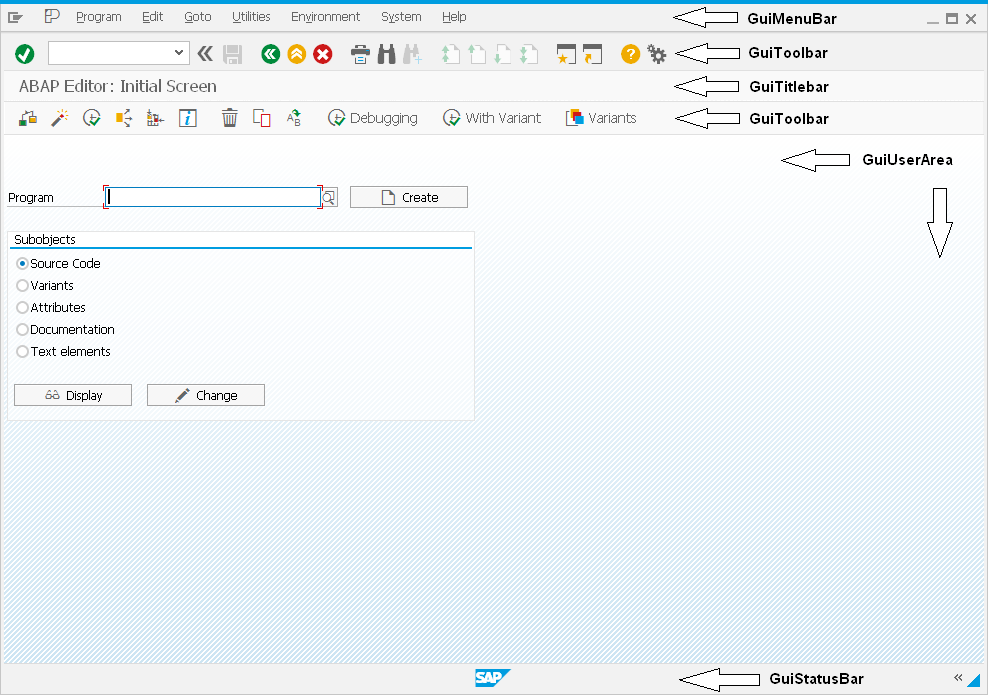 Program Edit Goto Utilities Environment System Help GuiMenuBar
GuiToolbar
ABAP Editor: Initial Screen GuiTitlebar
Debugging With Variant Variants GuiToolbar
GuiUserArea
Program Create
Subobjects
Source Code
Variants
Attributes
Documentation
Text elements
Display Change
SAP GuiStatusBar